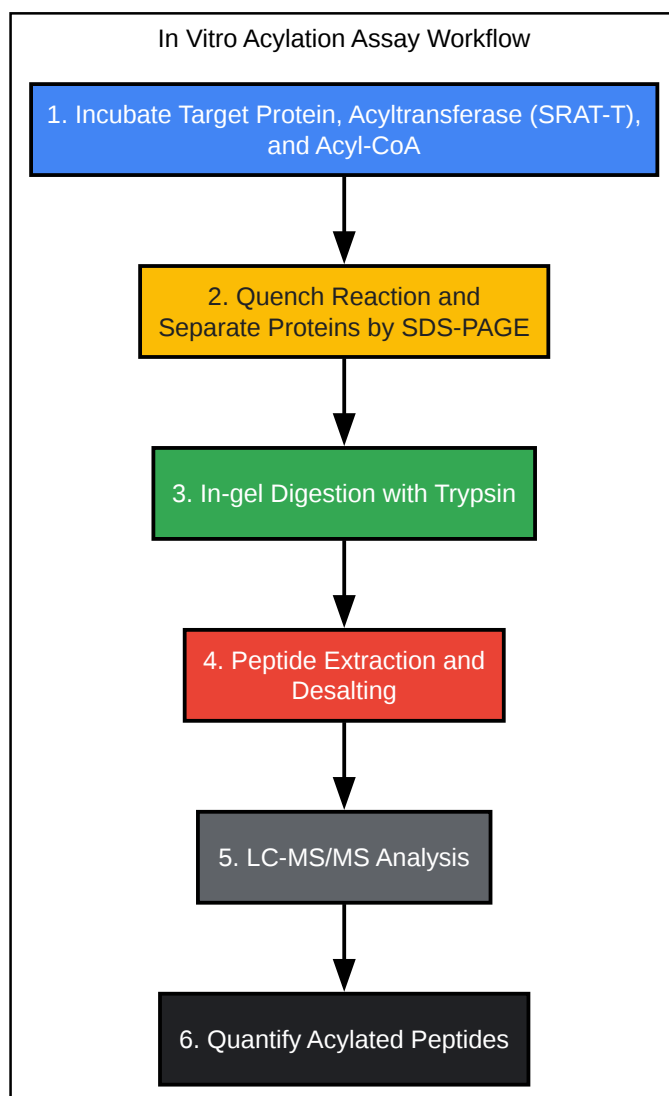 In Vitro Acylation Assay Workflow
1. Incubate Target Protein, Acyltransferase (SRAT-T),
and Acyl-CoA
2. Quench Reaction and
Separate Proteins by SDS-PAGE
3. In-gel Digestion with Trypsin
4. Peptide Extraction and
Desalting
5. LC-MS/MS Analysis
6. Quantify Acylated Peptides